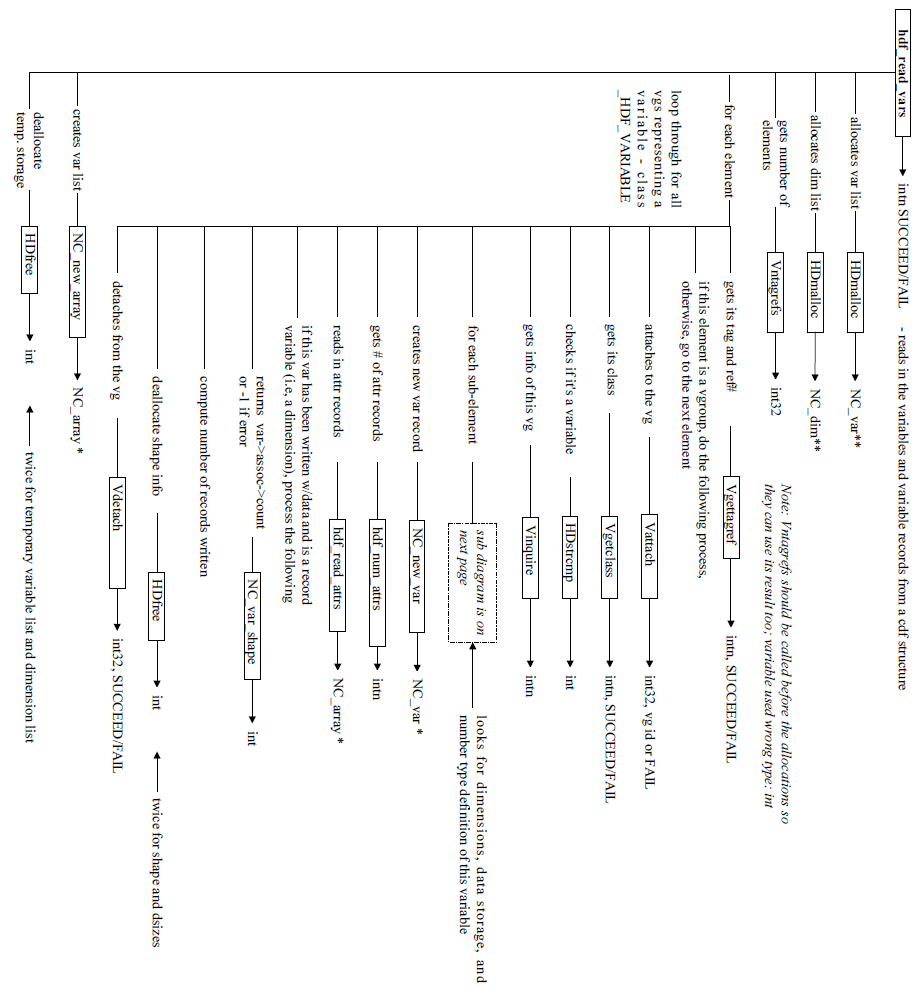 hdf_read_vars
intn SUCCEED/FAIL
- reads in the variables and variable records from a cdf structure
allocates var list
HDmalloc
NC_var**
allocates dim list
HDmalloc
NC_dim**
gets number of
elements
Vntagrefs
int32
Note: Vntagrefs should be called before the allocations so
they can use its result too; variable used wrong type: int
for each element
loop through for all
vgs representing a
variable - class
_HDF_VARIABLE
gets its tag and ref#
Vgettagref
intn, SUCCEED/FAIL
if this element is a vgroup, do the following process,
otherwise, go to the next element
attaches to the vg
Vattach
int32, vg id or FAIL
gets its class
Vgetclass
intn, SUCCEED/FAIL
checks if it's a variable
HDstrcmp
int
gets info of this vg
Vinquire
intn
for each sub-element
sub diagram is on
next page
looks for dimensions, data storage, and
number type definition of this variable
creates new var record
NC_new_var
NC_var *
gets # of attr records
hdf_num_attrs
intn
reads in attr records
hdf_read_attrs
NC_array *
if this var has been written w/data and is a record
variable (i.e, a dimension), process the following
returns var->assoc->count
or -1 if error
NC_var_shape
int
compute number of records written
deallocate shape info
HDfree
int
twice for shape and dsizes
detaches from the vg
Vdetach
int32, SUCCEED/FAIL
creates var list
NC_new_array
NC_array *
deallocate
temp. storage
HDfree
int
twice for temporary variable list and dimension list